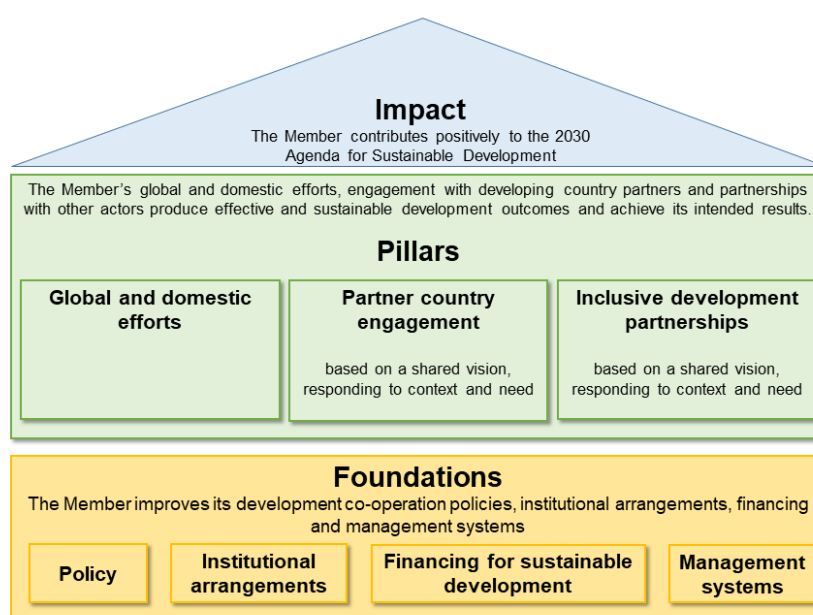 Impact
The Member contributes positively to the 2030
Agenda for Sustainable Development
The Member's global and domestic efforts, engagement with developing country partners and partnerships
with other actors produce effective and sustainable development outcomes and achieve its intended results.
Pillars
Global and domestic
efforts
Partner country
engagement
based on a shared vision,
responding to context and need
Inclusive development
partnerships
based on a shared vision,
responding to context and need
Foundations
The Member improves its development co-operation policies, institutional arrangements, financing
and management systems
Policy
Institutional
arrangements
Financing for sustainable
development
Management
systems